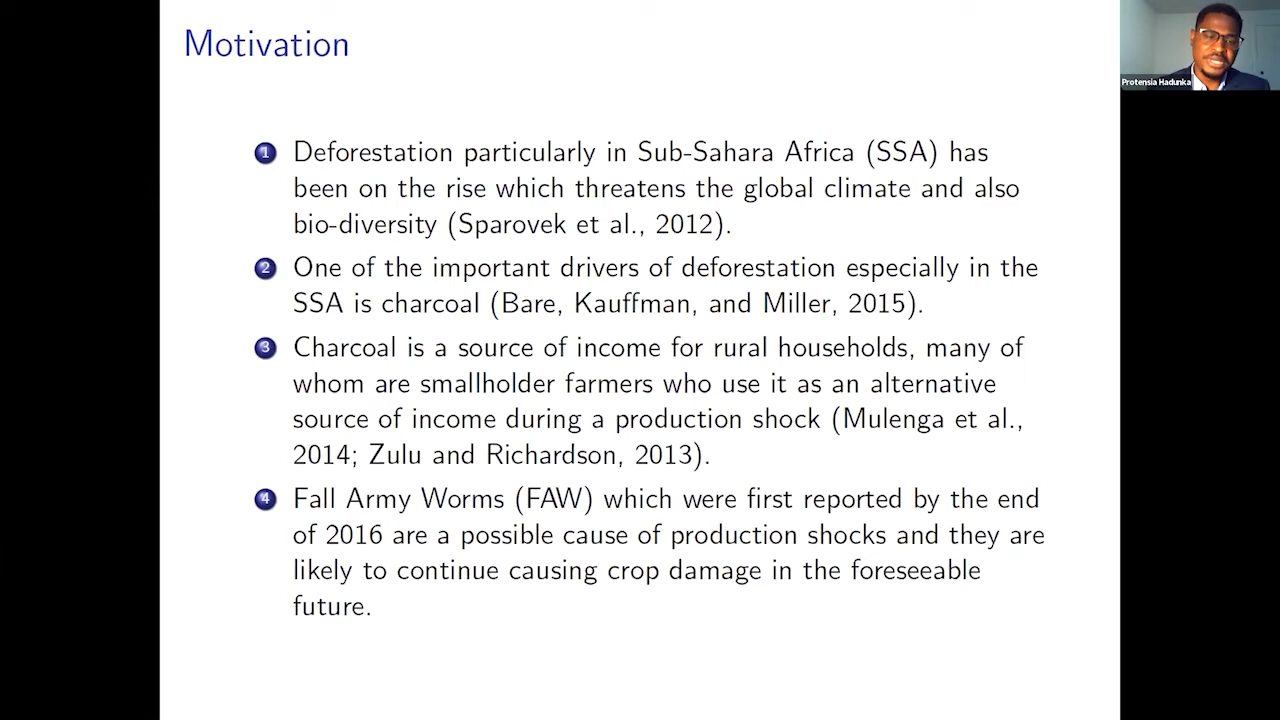 Motivation
Protensia Hadunka
1 Deforestation particularly in Sub-Sahara Africa (SSA) has
been on the rise which threatens the global climate and also
bio-diversity (Sparovek et al., 2012).
2 One of the important drivers of deforestation especially in the
SSA is charcoal (Bare, Kauffman, and Miller, 2015).
3 Charcoal is a source of income for rural households, many of
whom are smallholder farmers who use it as an alternative
source of income during a production shock (Mulenga et al.,
2014; Zulu and Richardson, 2013).
4 Fall Army Worms (FAW) which were first reported by the end
of 2016 are a possible cause of production shocks and they are
likely to continue causing crop damage in the foreseeable
future.